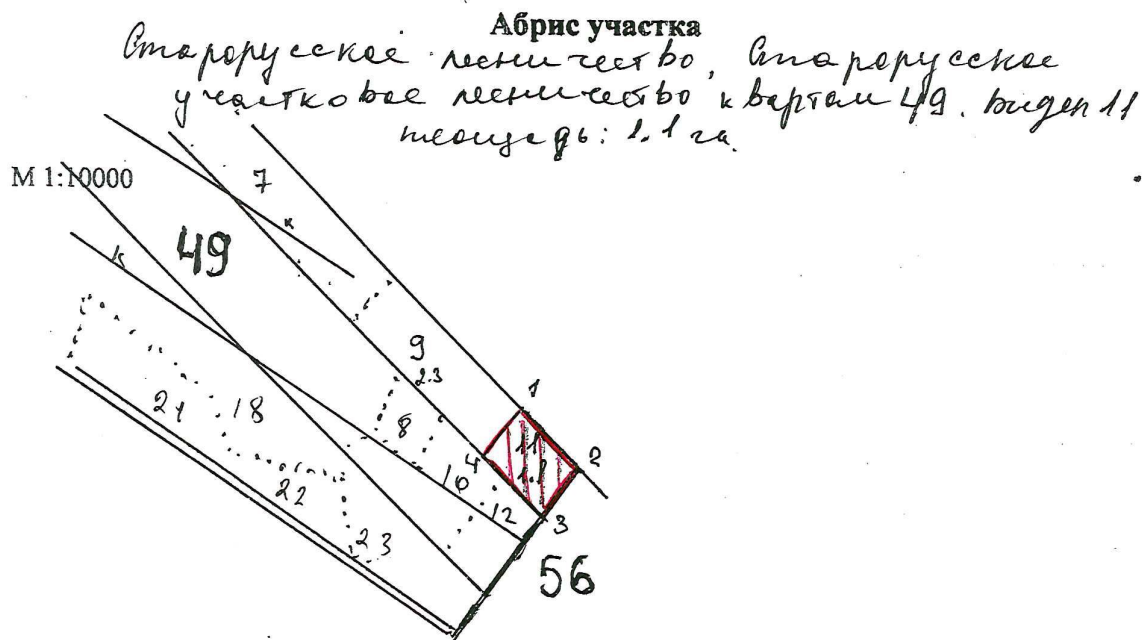 Абрис участка
Старорусское лесничество, Старорусское
участковое лесничество квартал 49. выдел 11
площадь: 1.1 га.
М 1:10000
7
к
49
к
9
2.3
1
21
18
8
11
1.1
4
2
10
22
12
3
23
56